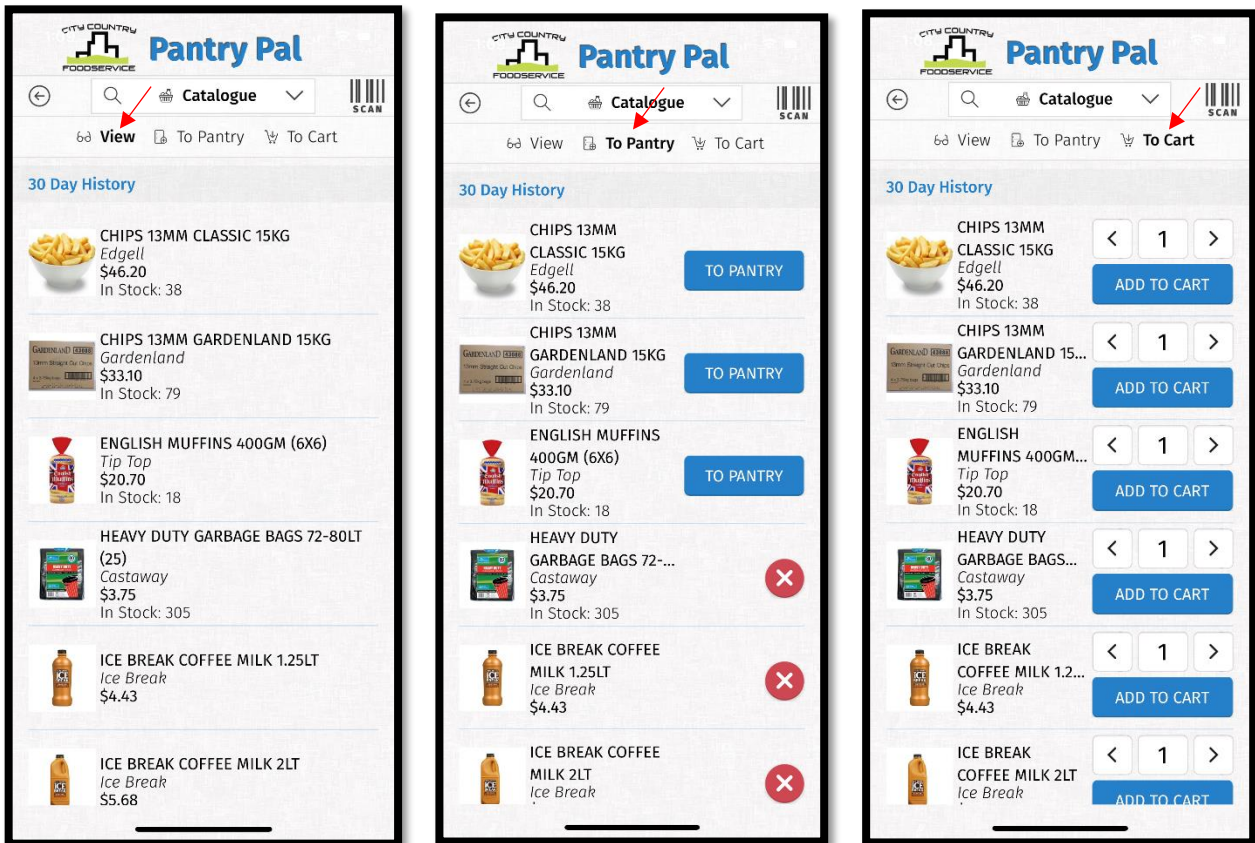 CITY COUNTRY
FOODSERVICE
Pantry Pal
Catalogue
SCAN
View To Pantry To Cart
30 Day History
CHIPS 13MM CLASSIC 15KG
Edgell
$46.20
In Stock: 38
CHIPS 13MM GARDENLAND 15KG
Gardenland
$33.10
In Stock: 79
ENGLISH MUFFINS 400GM (6X6)
Tip Top
$20.70
In Stock: 18
HEAVY DUTY GARBAGE BAGS 72-80LT
(25)
Castaway
$3.75
In Stock: 305
ICE BREAK COFFEE MILK 1.25LT
Ice Break
$4.43
ICE BREAK COFFEE MILK 2LT
Ice Break
$5.68
CITY COUNTRY
FOODSERVICE
Pantry Pal
Catalogue
SCAN
View To Pantry To Cart
30 Day History
CHIPS 13MM
CLASSIC 15KG
Edgell
$46.20
In Stock: 38
TO PANTRY
CHIPS 13MM
GARDENLAND 15KG
Gardenland
$33.10
In Stock: 79
TO PANTRY
ENGLISH MUFFINS
400GM (6X6)
Tip Top
$20.70
In Stock: 18
TO PANTRY
HEAVY DUTY
GARBAGE BAGS 72-...
Castaway
$3.75
In Stock: 305
ICE BREAK COFFEE
MILK 1.25LT
Ice Break
$4.43
ICE BREAK COFFEE
MILK 2LT
Ice Break
CITY COUNTRY
FOODSERVICE
Pantry Pal
Catalogue
SCAN
View To Pantry To Cart
30 Day History
CHIPS 13MM
CLASSIC 15KG
Edgell
$46.20
In Stock: 38
1
ADD TO CART
CHIPS 13MM
GARDENLAND 15...
Gardenland
$33.10
In Stock: 79
1
ADD TO CART
ENGLISH
MUFFINS 400GM...
Tip Top
$20.70
In Stock: 18
1
ADD TO CART
HEAVY DUTY
GARBAGE BAGS...
Castaway
$3.75
In Stock: 305
1
ADD TO CART
ICE BREAK
COFFEE MILK 1.2...
Ice Break
$4.43
1
ADD TO CART
ICE BREAK
COFFEE MILK 2LT
Ice Break
1
ADD TO CART